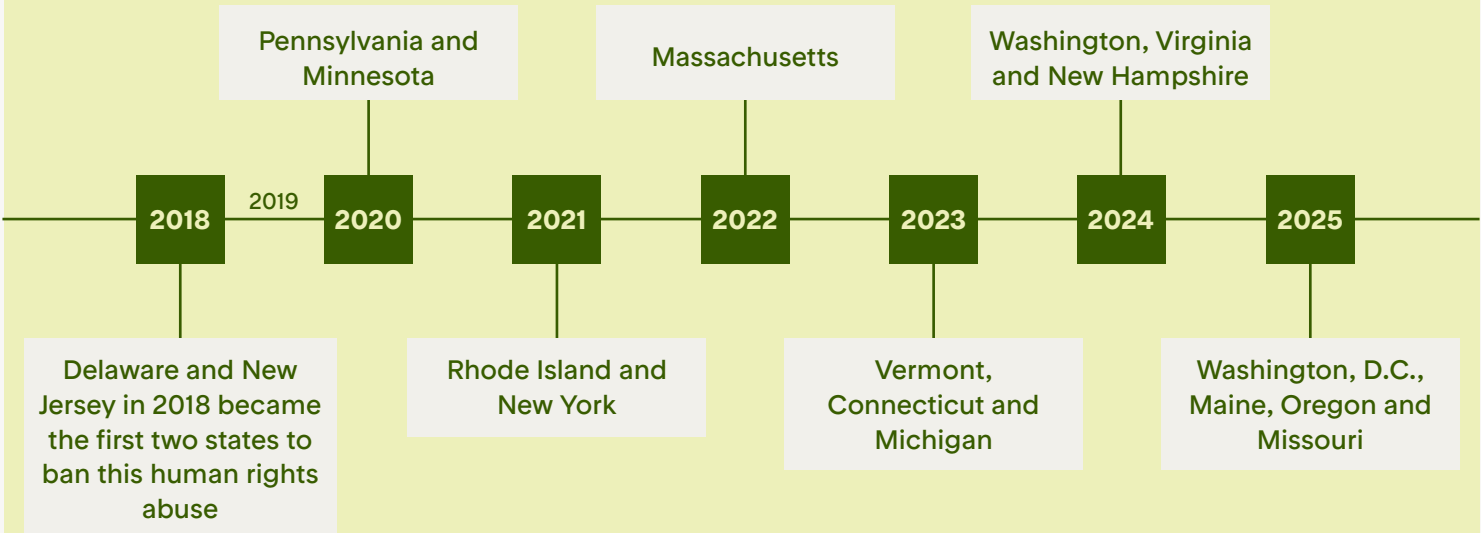 Pennsylvania and
Minnesota
Massachusetts
Washington, Virginia
and New Hampshire
2018
2019
2020
2021
2022
2023
2024
2025
Delaware and New
Jersey in 2018 became
the first two states to
ban this human rights
abuse
Rhode Island and
New York
Vermont,
Connecticut and
Michigan
Washington, D.C.,
Maine, Oregon and
Missouri